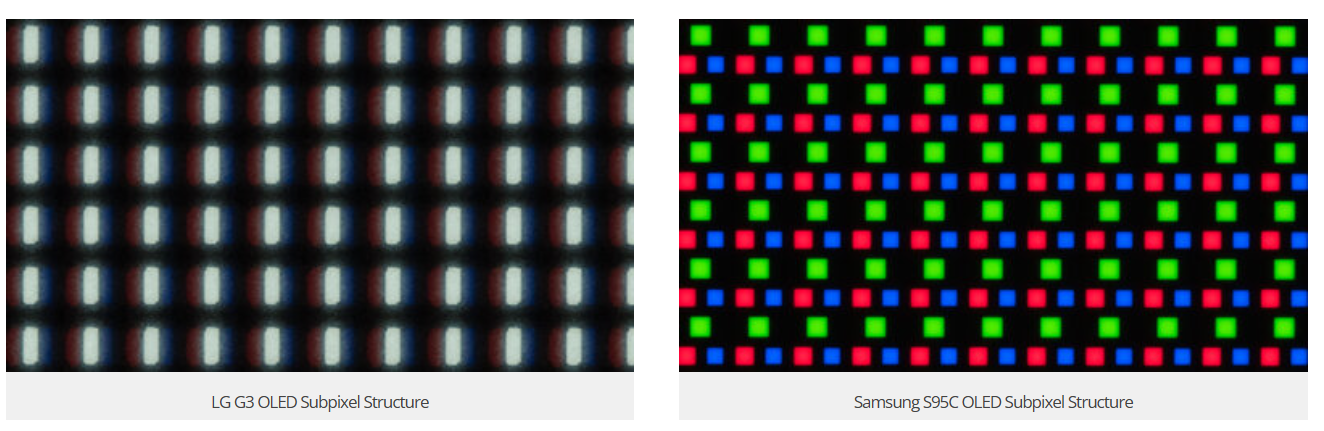 LG G3 OLED Subpixel Structure
Samsung S95C OLED Subpixel Structure